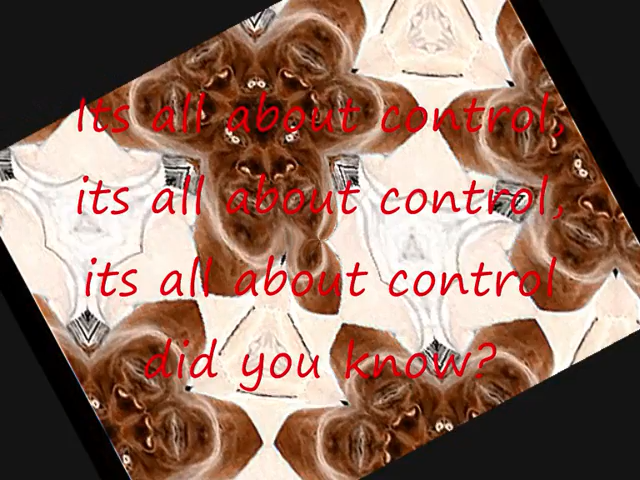 Its all about control,
its all about control,
its all about control
did you know?